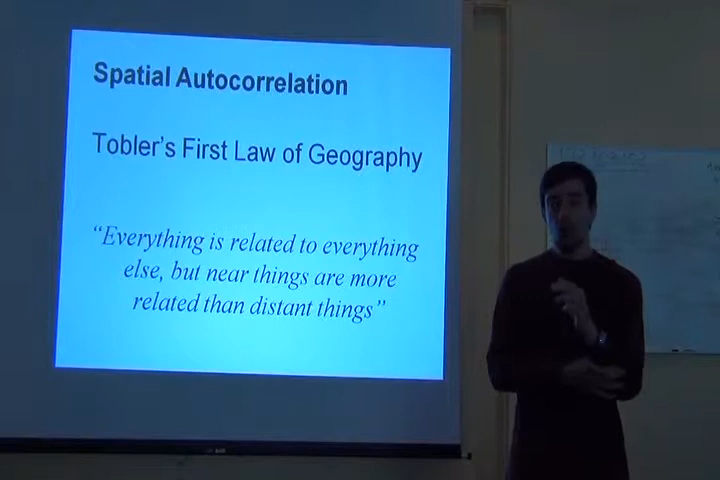 Spatial Autocorrelation
Tobler's First Law of Geography
“Everything is related to everything
else, but near things are more
related than distant things”